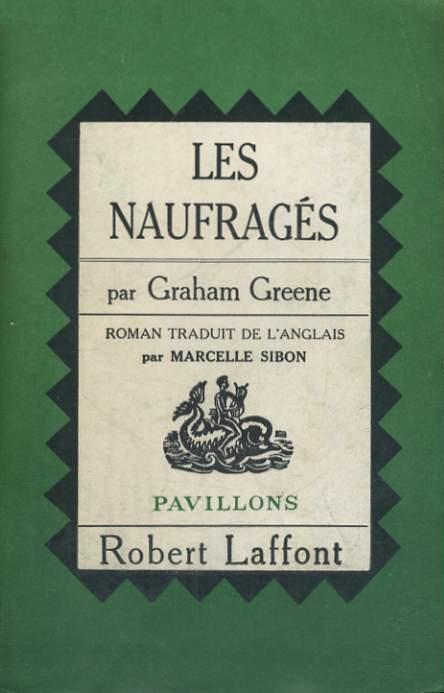 LES
NAUFRAGÉS
par Graham Greene
ROMAN TRADUIT DE L'ANGLAIS
par MARCELLE SIBON
PAVILLONS
Robert Laffont